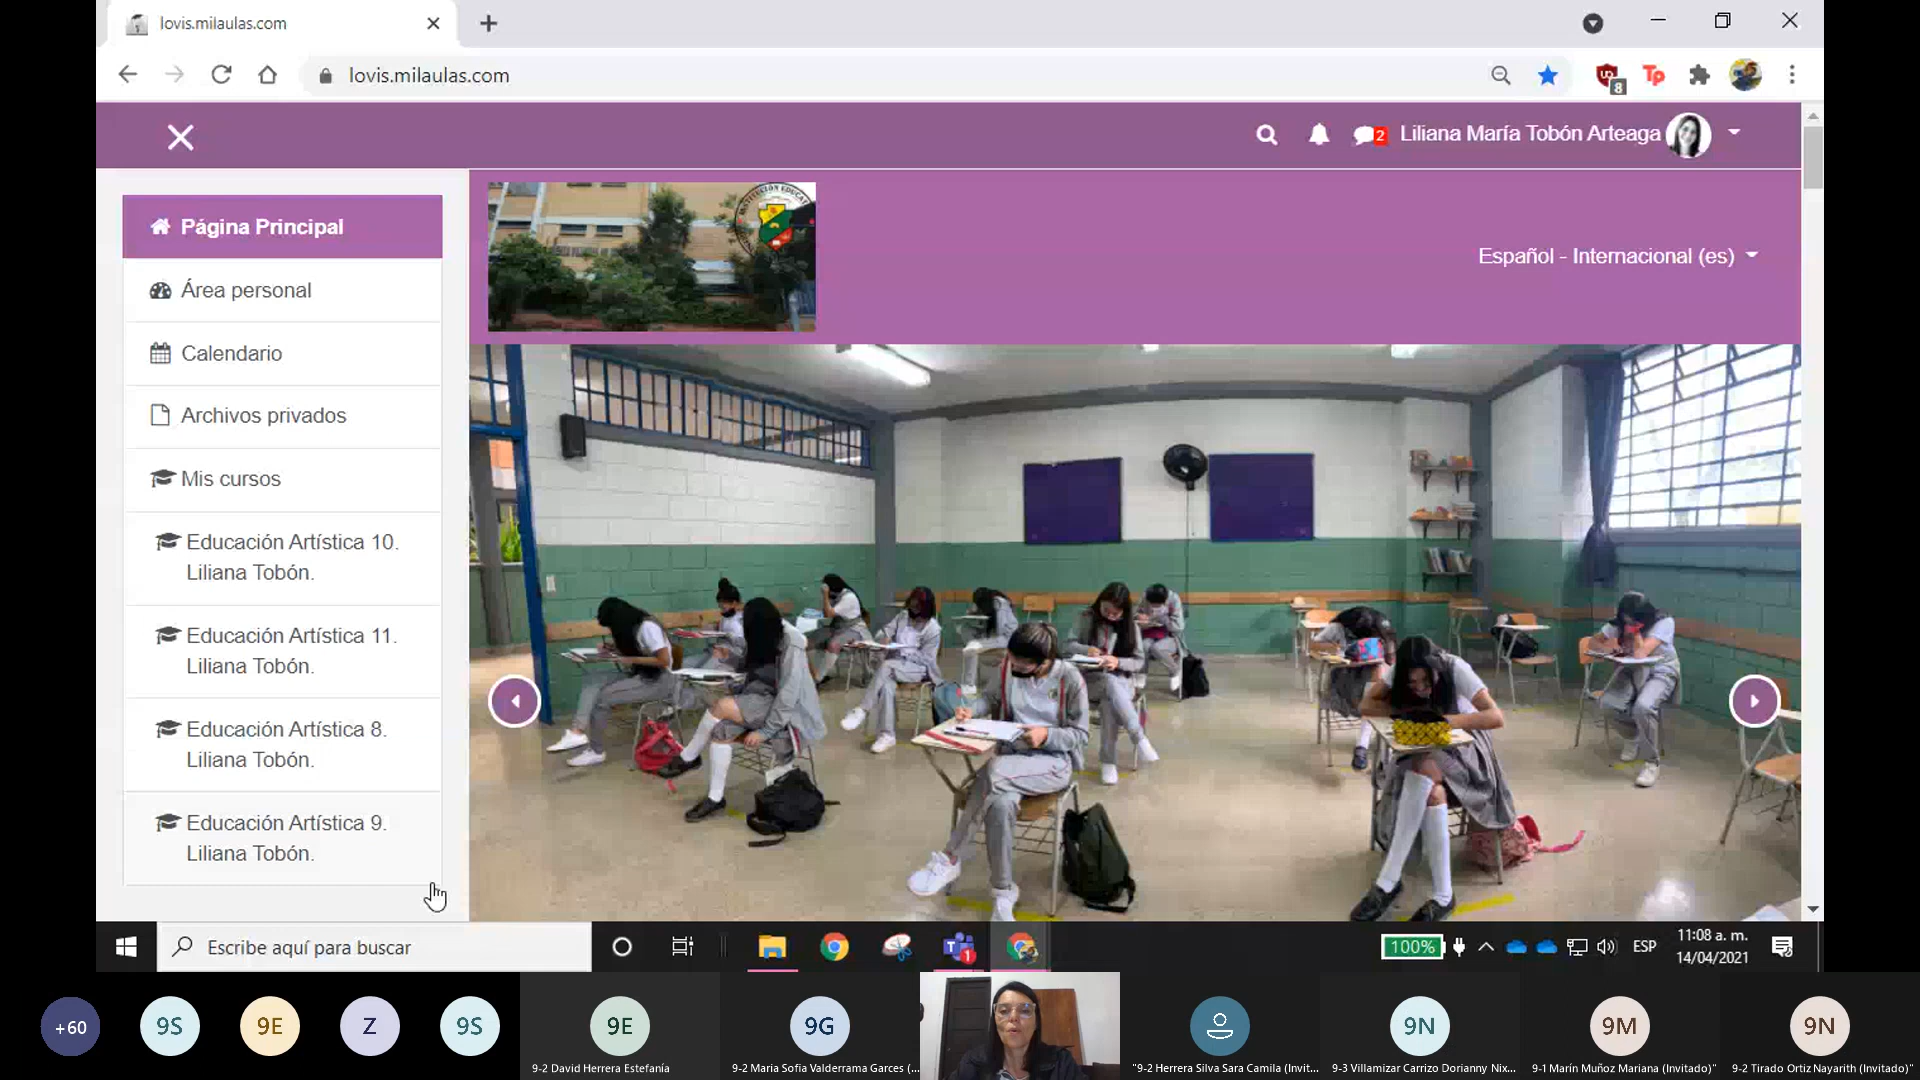 lovis.milaulas.com
lovis.milaulas.com
8
Tp
2 Liliana María Tobón Arteaga
Página Principal
Área personal
Calendario
Archivos privados
Mis cursos
Educación Artística 10.
Liliana Tobón.
Educación Artística 11.
Liliana Tobón.
Educación Artística 8.
Liliana Tobón.
Educación Artística 9.
Liliana Tobón.
Español - Internacional (es)
Escribe aquí para buscar
1
100%
ESP
11:08 a. m.
14/04/2021
+60
9S
9E
Z
9S
9E
9G
9N
9M
9N
9-2 David Herrera Estefanía
9-2 Maria Sofia Valderrama Garces (...
"9-2 Herrera Silva Sara Camila (Invit...
9-3 Villamizar Carrizo Dorianny Nix...
9-1 Marín Muñoz Mariana (Invitado)"
9-2 Tirado Ortiz Nayarith (Invitado)"